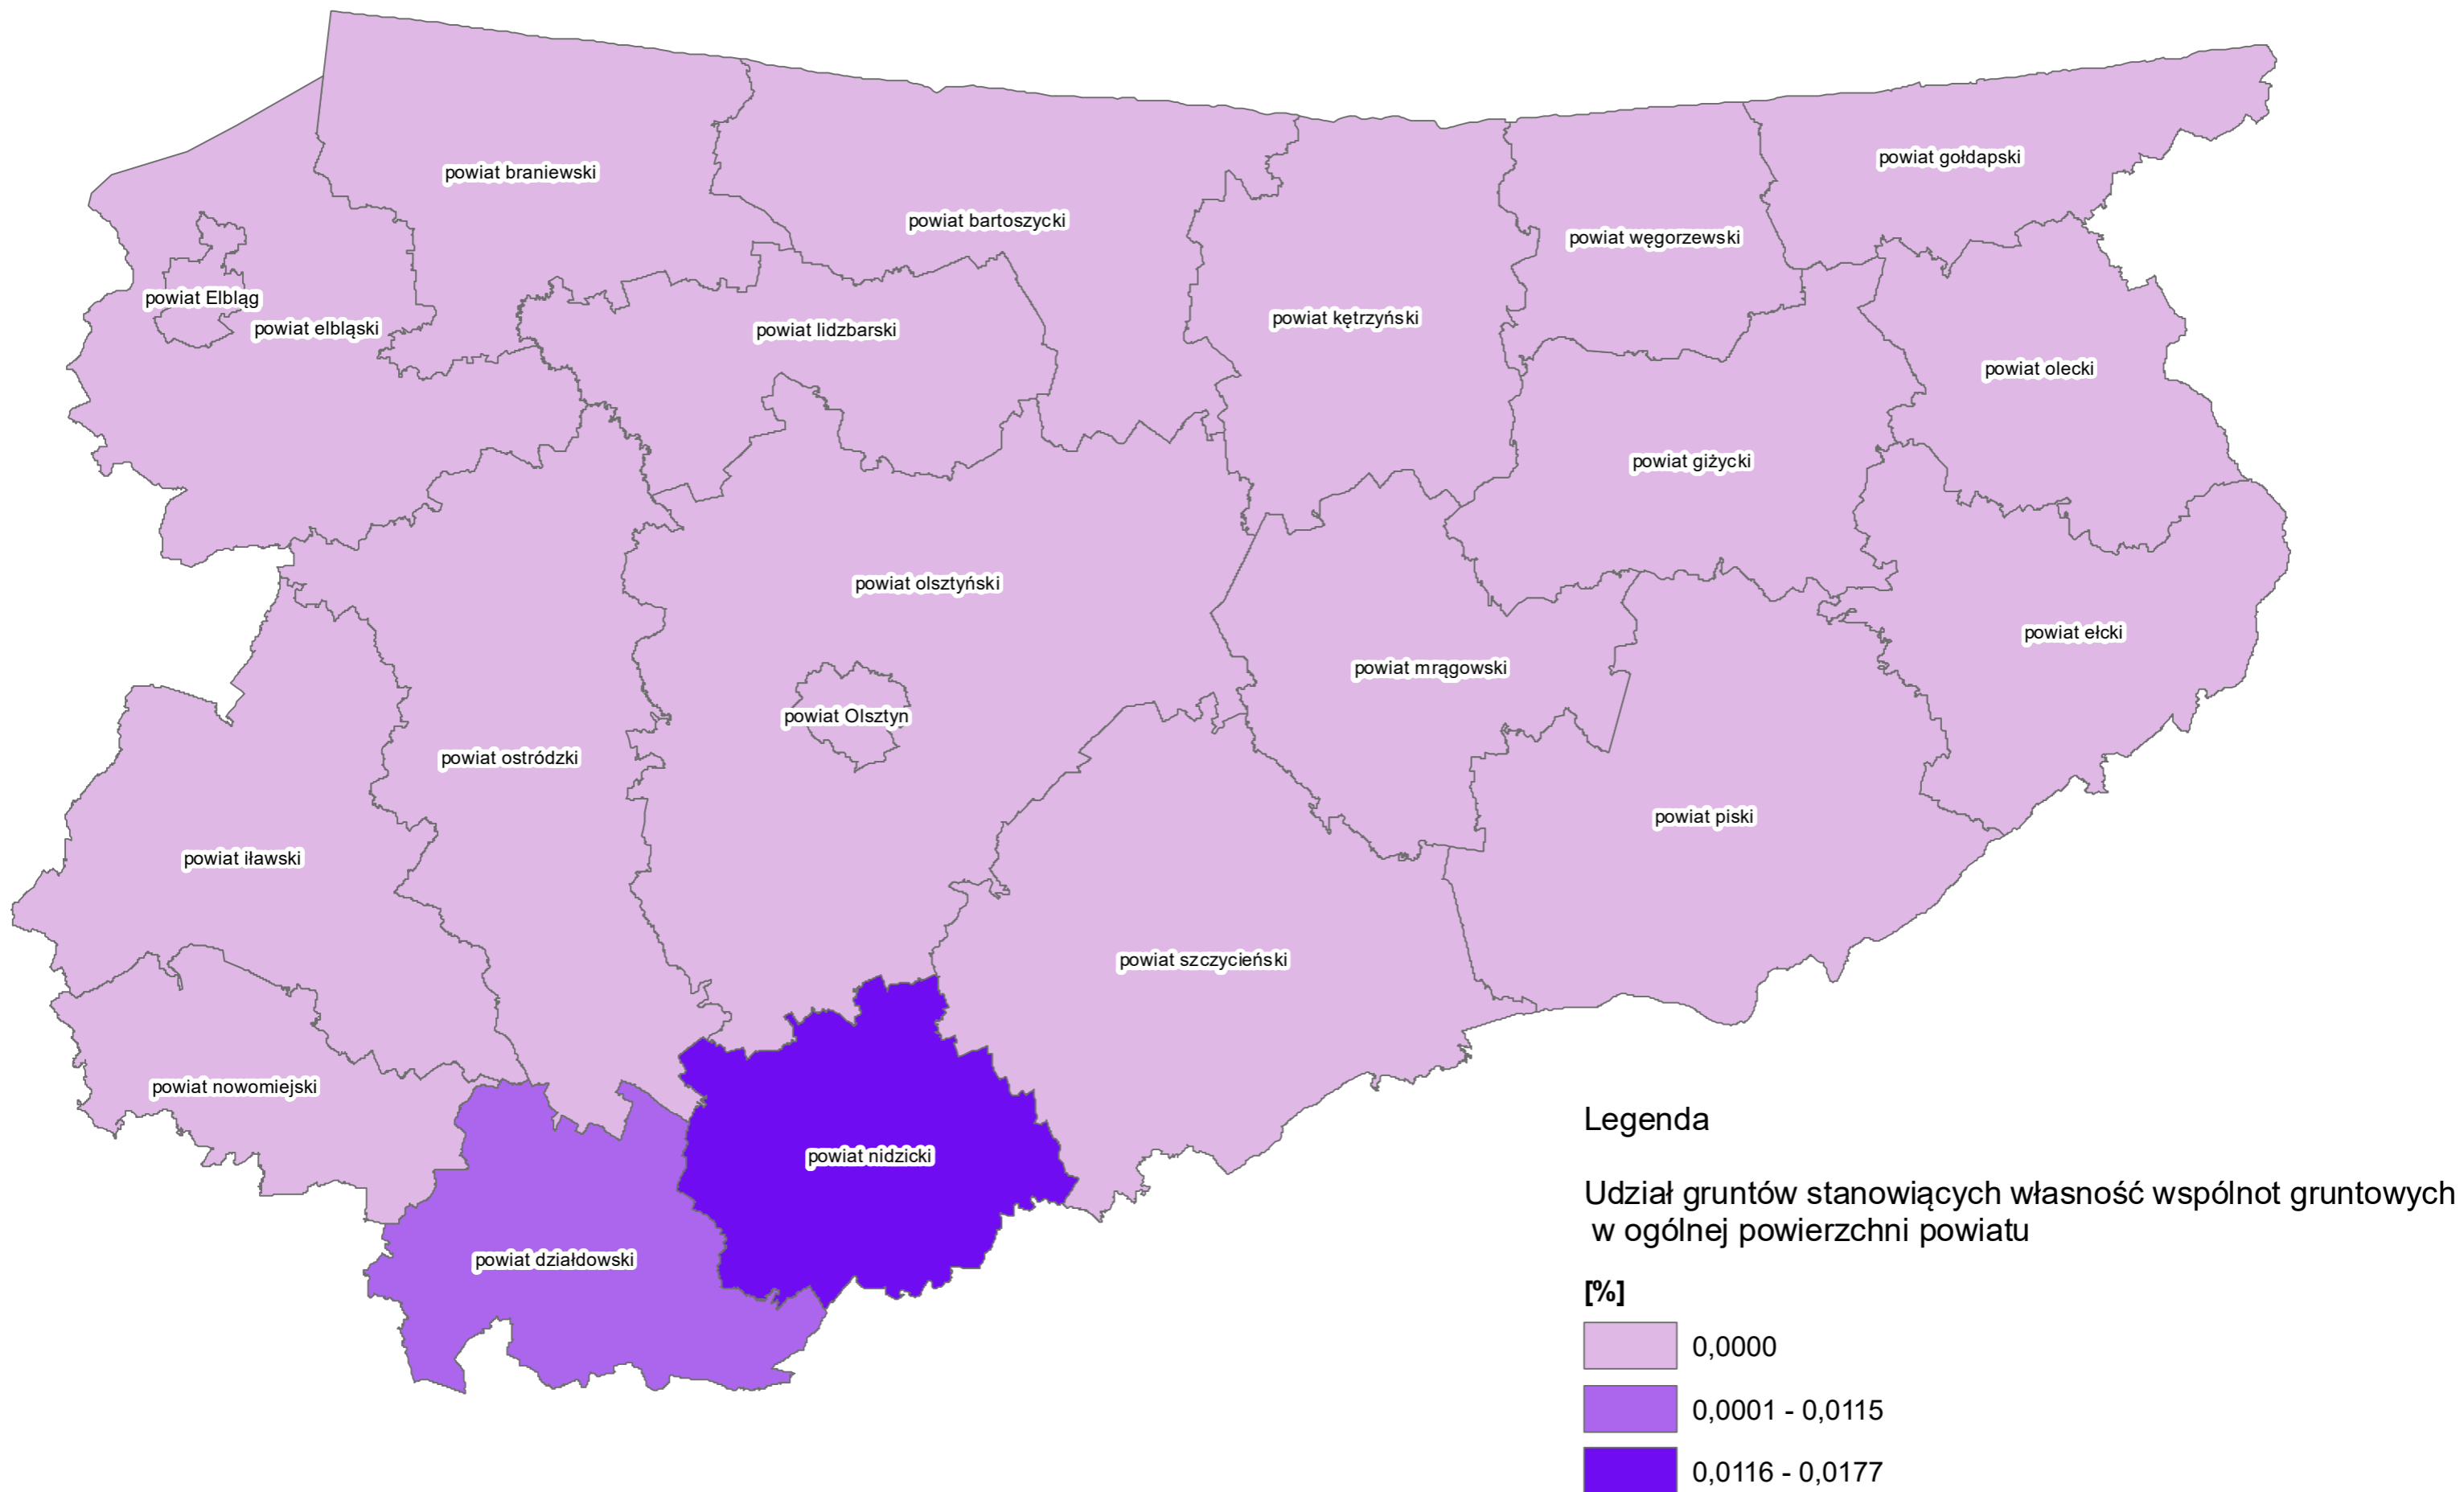 powiat gołdapski
powiat braniewski
powiat bartoszycki
powiat węgorzewski
powiat Elbląg
powiat elbląski
powiat lidzbarski
powiat kętrzyński
powiat olecki
powiat giżycki
powiat olsztyński
powiat ełcki
powiat mrągowski
powiat Olsztyn
powiat ostródzki
powiat piski
powiat iławski
powiat szczycieński
powiat nowomiejski
powiat nidzicki
powiat działdowski
Legenda
Udział gruntów stanowiących własność wspólnot gruntowych
w ogólnej powierzchni powiatu
[%]
0,0000
0,0001 - 0,0115
0,0116 - 0,0177